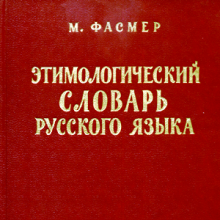 М. ФАСМЕР
ЭТИМОЛОГИЧЕСКИЙ
СЛОВАРЬ
РУССКОГО ЯЗЫКА